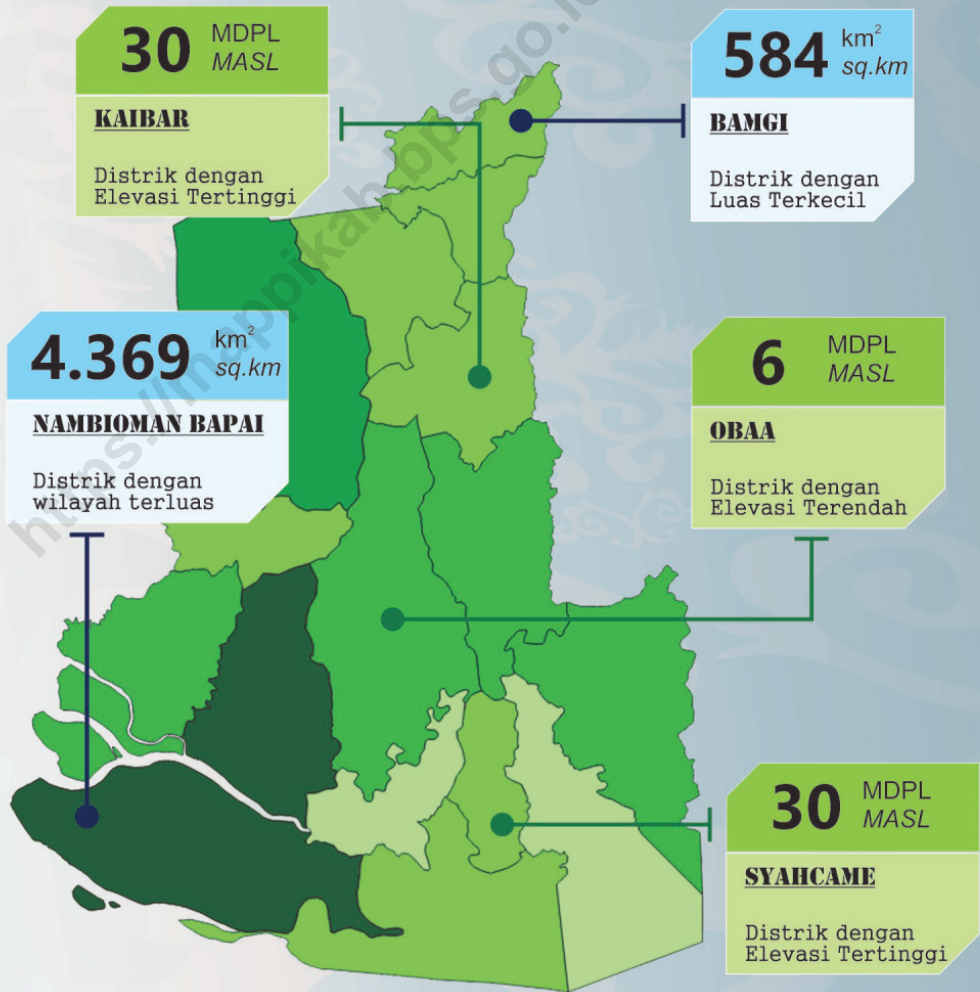 30 MDPL
MASL
KAIBAR
Distrik dengan
Elevasi Tertinggi
584 km²
sq.km
BAMGI
Distrik dengan
Luas Terkecil
4.369 km²
sq.km
NAMBIOMAN BAPAI
Distrik dengan
wilayah terluas
6 MDPL
MASL
OBAA
Distrik dengan
Elevasi Terendah
30 MDPL
MASL
SYAHCAME
Distrik dengan
Elevasi Tertinggi
https://mappikab.bps.go.id